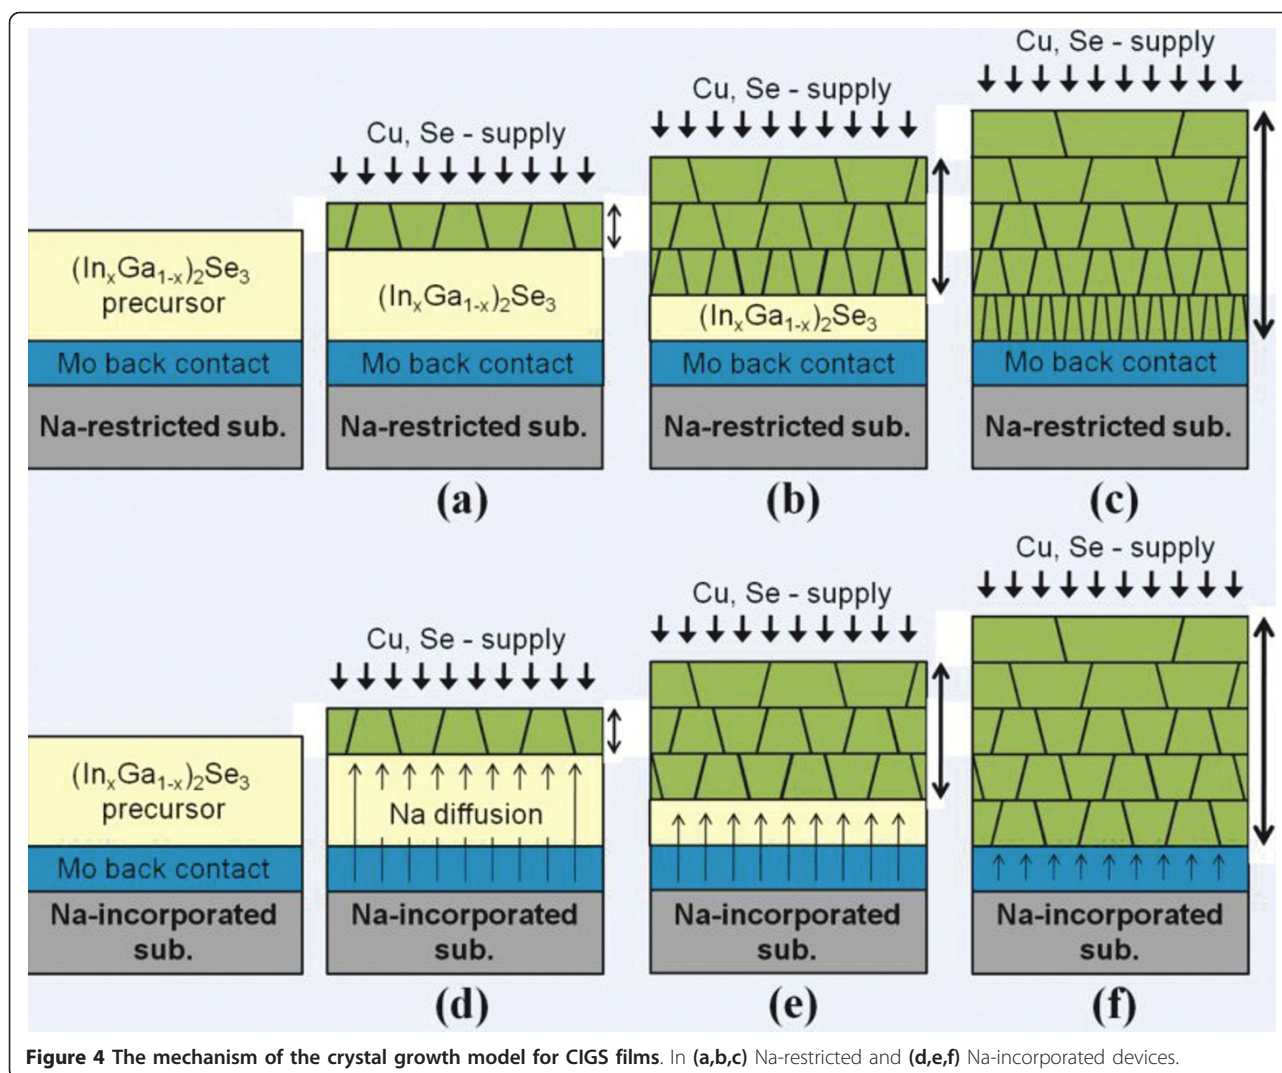 Cu, Se - supply
Cu, Se - supply
Cu, Se - supply
(InₓGa₁₋ₓ)₂Se₃
precursor
(InₓGa₁₋ₓ)₂Se₃
(InₓGa₁₋ₓ)₂Se₃
Mo back contact
Mo back contact
Mo back contact
Mo back contact
Na-restricted sub.
Na-restricted sub.
Na-restricted sub.
Na-restricted sub.
(a)
(b)
(c)
Cu, Se - supply
Cu, Se - supply
Cu, Se - supply
(InₓGa₁₋ₓ)₂Se₃
precursor
Na diffusion
Mo back contact
Na-incorporated
sub.
Na-incorporated
sub.
Na-incorporated
sub.
Na-incorporated
sub.
(d)
(e)
(f)
Figure 4 The mechanism of the crystal growth model for CIGS films. In (a,b,c) Na-restricted and (d,e,f) Na-incorporated devices.